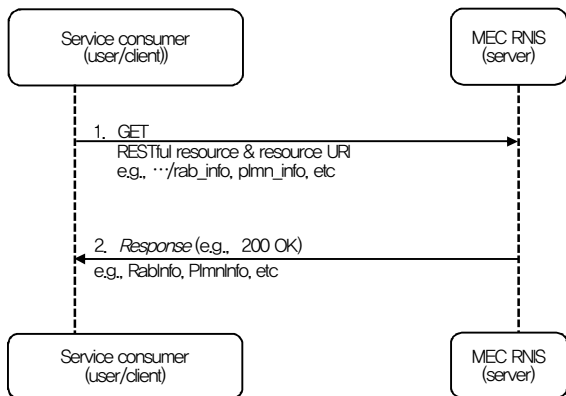 Service consumer
(user/client))
MEC RNIS
(server)
1. GET
RESTful resource & resource URI
e.g., …/rab_info, plmn_info, etc
2. Response (e.g., 200 OK)
e.g., RabInfo, PlmnInfo, etc
Service consumer
(user/client)
MEC RNIS
(server)